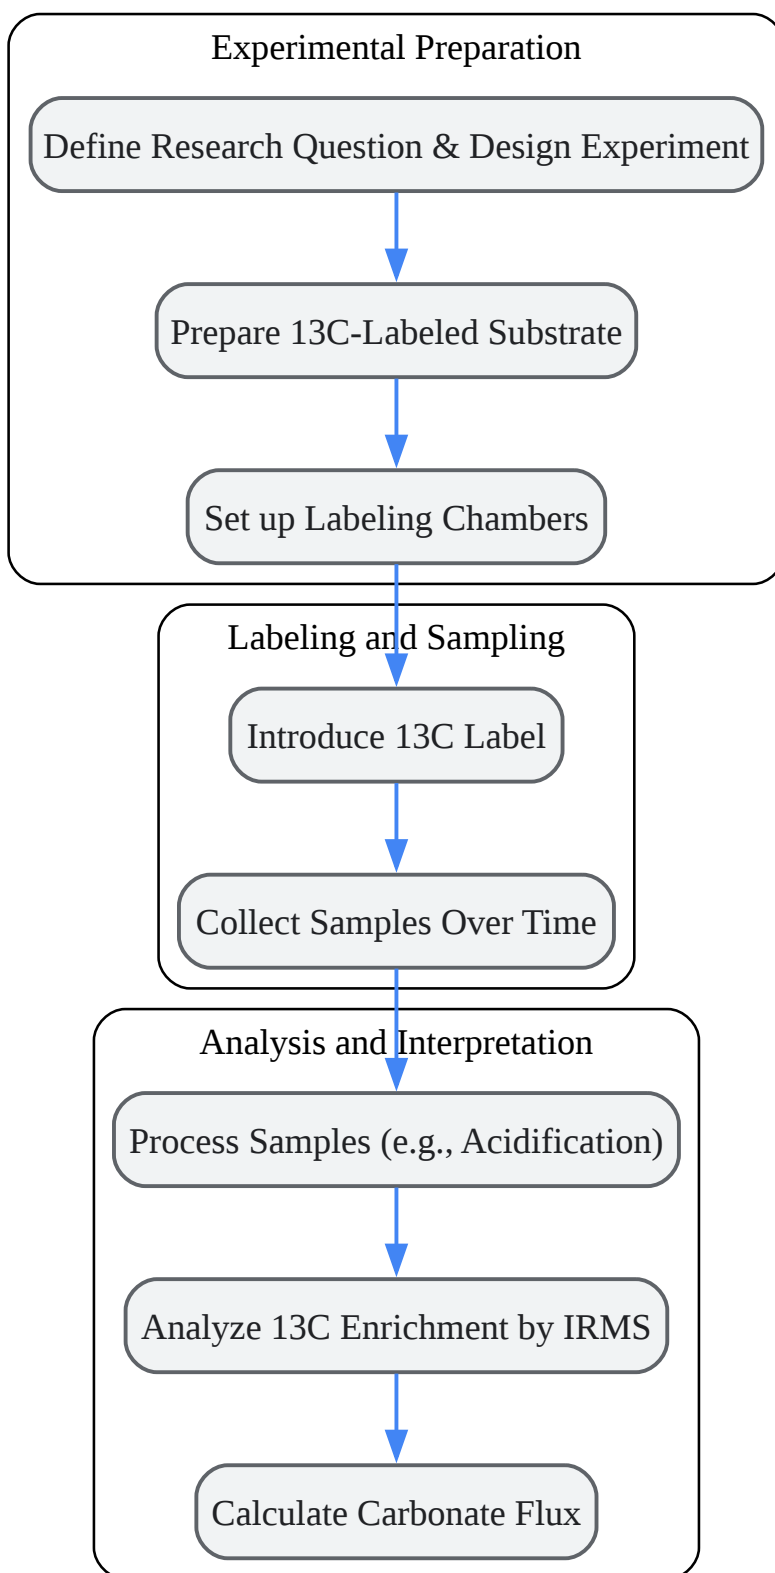 Experimental Preparation
Define Research Question & Design Experiment
Prepare 13C-Labeled Substrate
Set up Labeling Chambers
Labeling and Sampling
Introduce 13C Label
Collect Samples Over Time
Analysis and Interpretation
Process Samples (e.g., Acidification)
Analyze 13C Enrichment by IRMS
Calculate Carbonate Flux